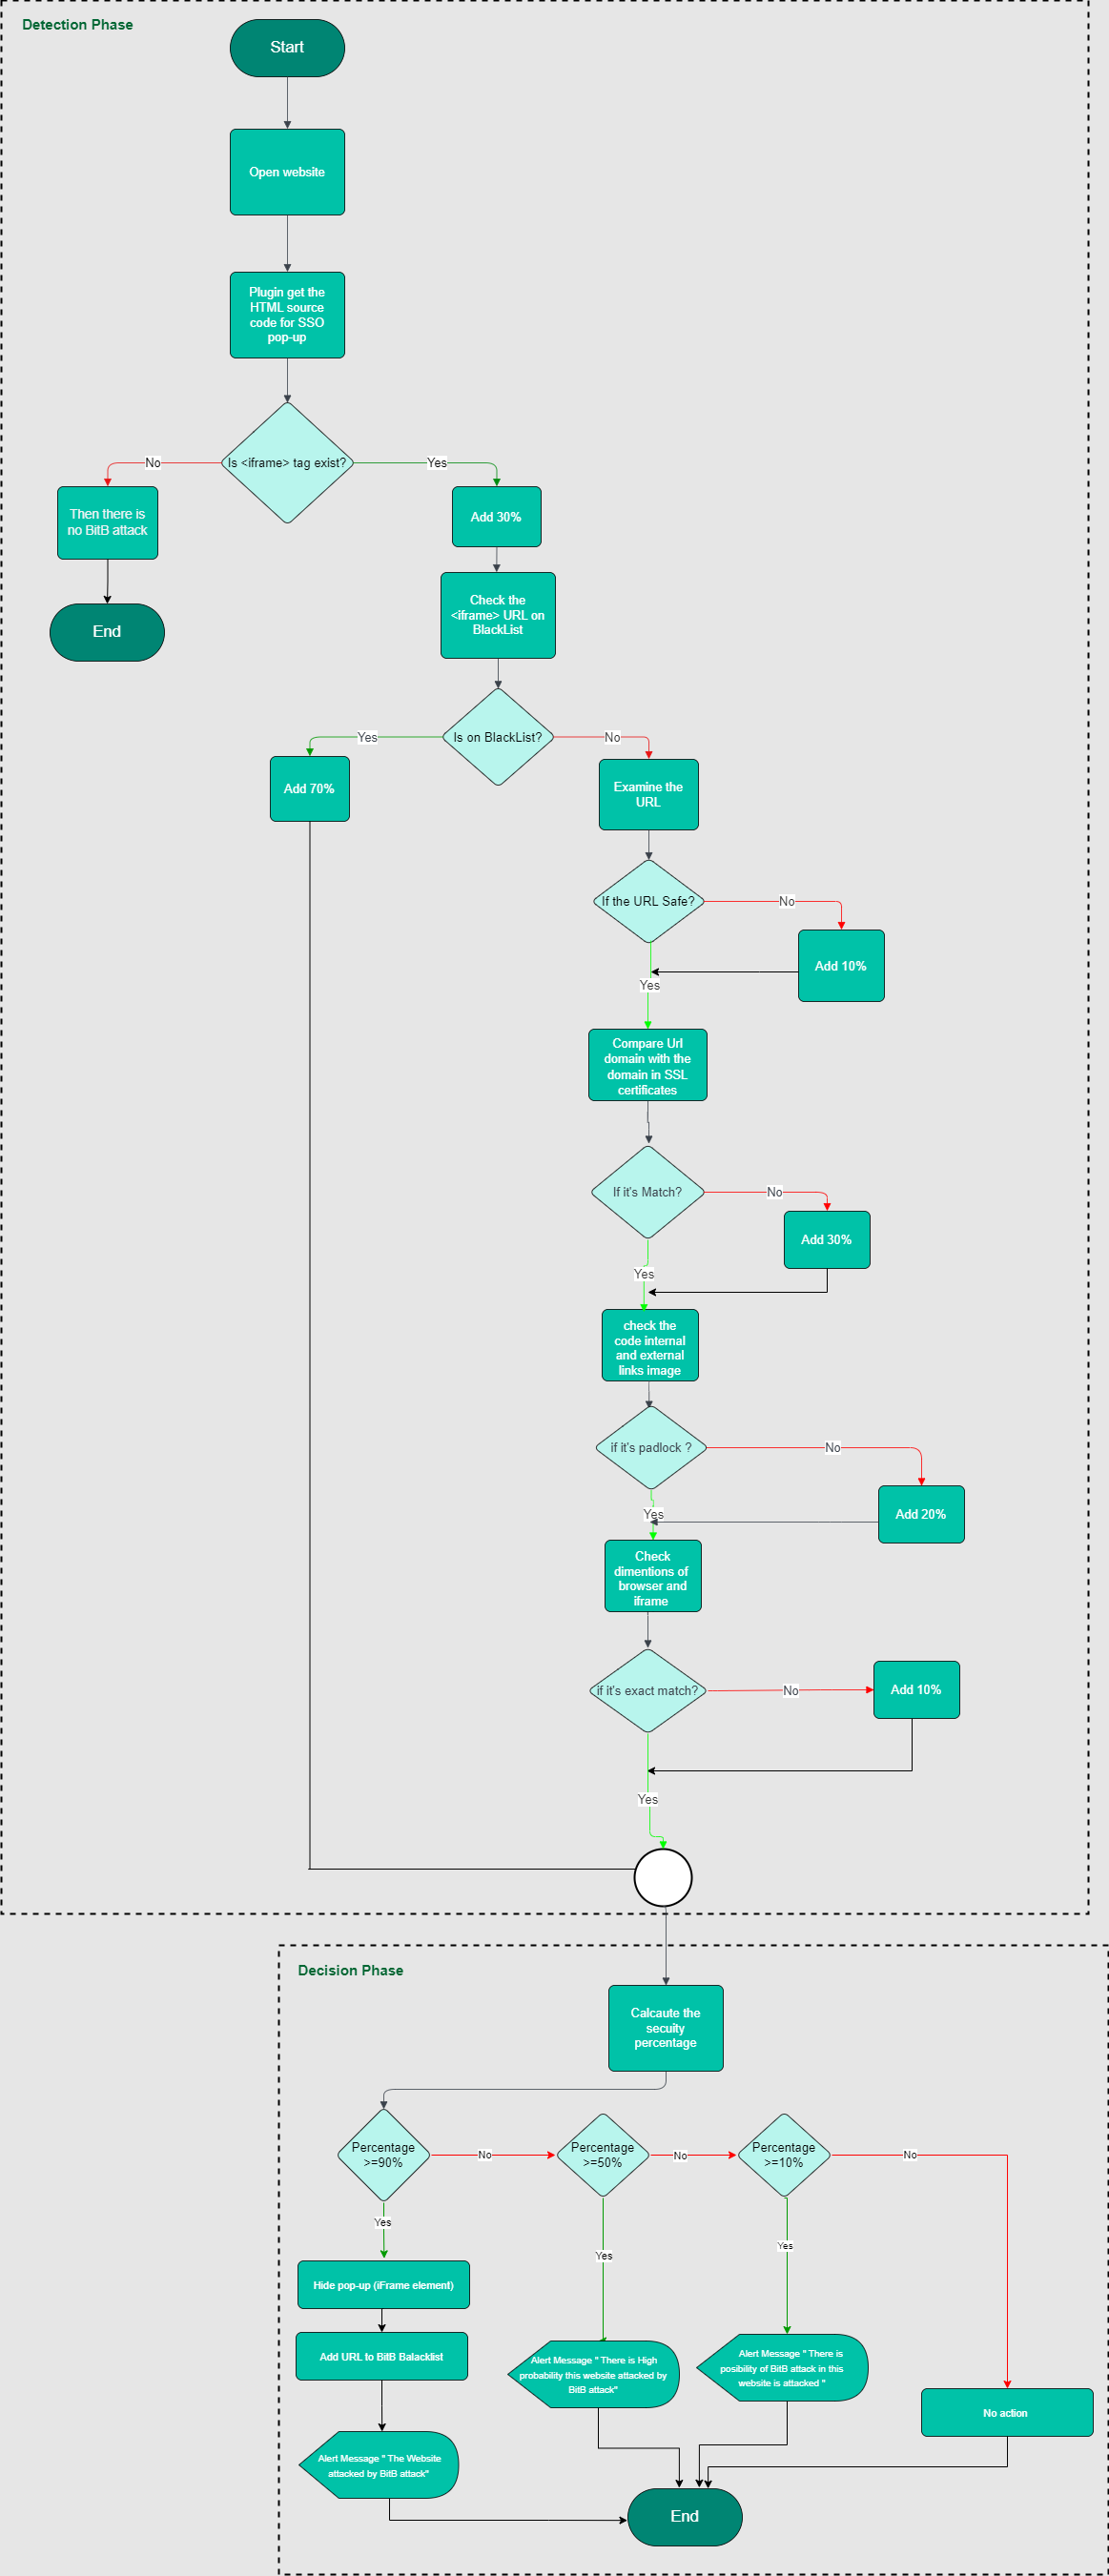 Detection Phase
Start
Open website
Plugin get the
HTML source
code for SSO
pop-up
Is <iframe> tag exist?
No
Yes
Then there is
no BitB attack
Add 30%
End
Check the
<iframe> URL on
BlackList
Is on BlackList?
Yes
No
Add 70%
Examine the
URL
If the URL Safe?
No
Add 10%
Yes
Compare Url
domain with the
domain in SSL
certificates
If it's Match?
No
Add 30%
Yes
check the
code internal
and external
links image
if it's padlock ?
No
Add 20%
Yes
Check
dimentions of
browser and
iframe
if it's exact match?
No
Add 10%
Yes
Decision Phase
Calcaute the
secuity
percentage
Percentage
>=90%
No
Percentage
>=50%
No
Percentage
>=10%
No
Yes
Yes
Yes
Hide pop-up (iFrame element)
Add URL to BitB Balacklist
Alert Message " The Website
attacked by BitB attack"
Alert Message " There is High
probability this website attacked by
BitB attack"
Alert Message " There is
posibility of BitB attack in this
website is attacked "
No action
End